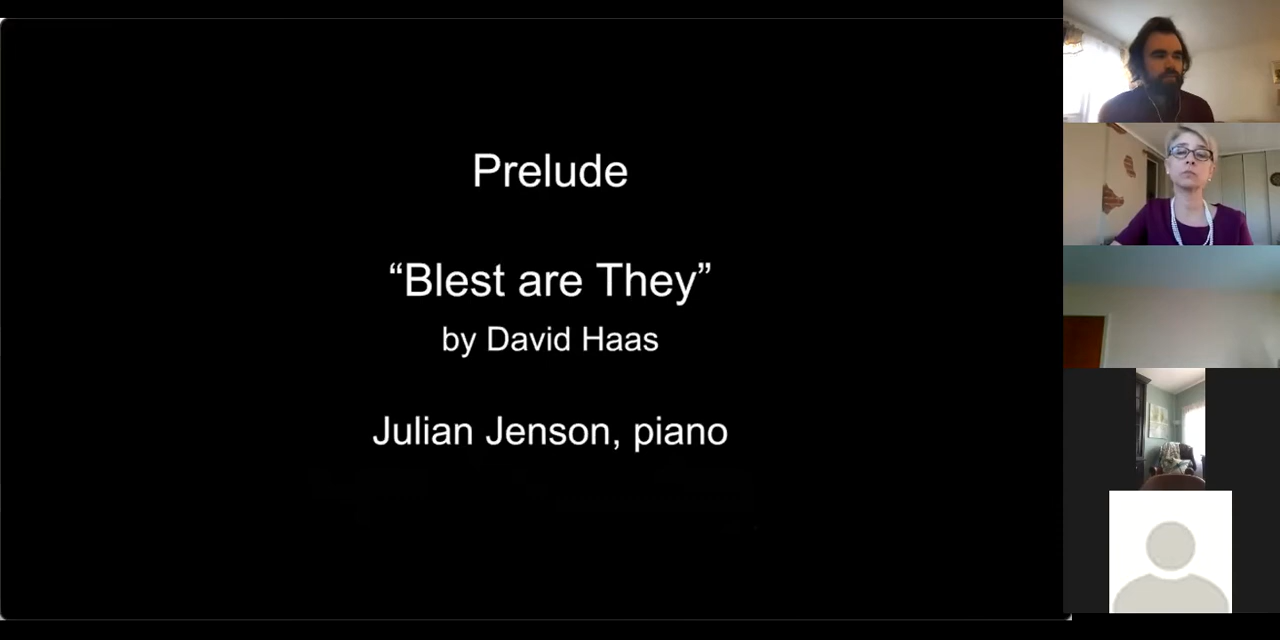 Prelude
“Blest are They”
by David Haas
Julian Jenson, piano